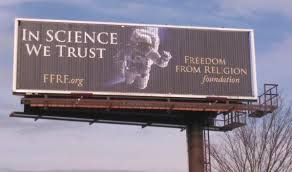 IN SCIENCE
WE TRUST
FFRF.org
FREEDOM
FROM RELIGION
foundation